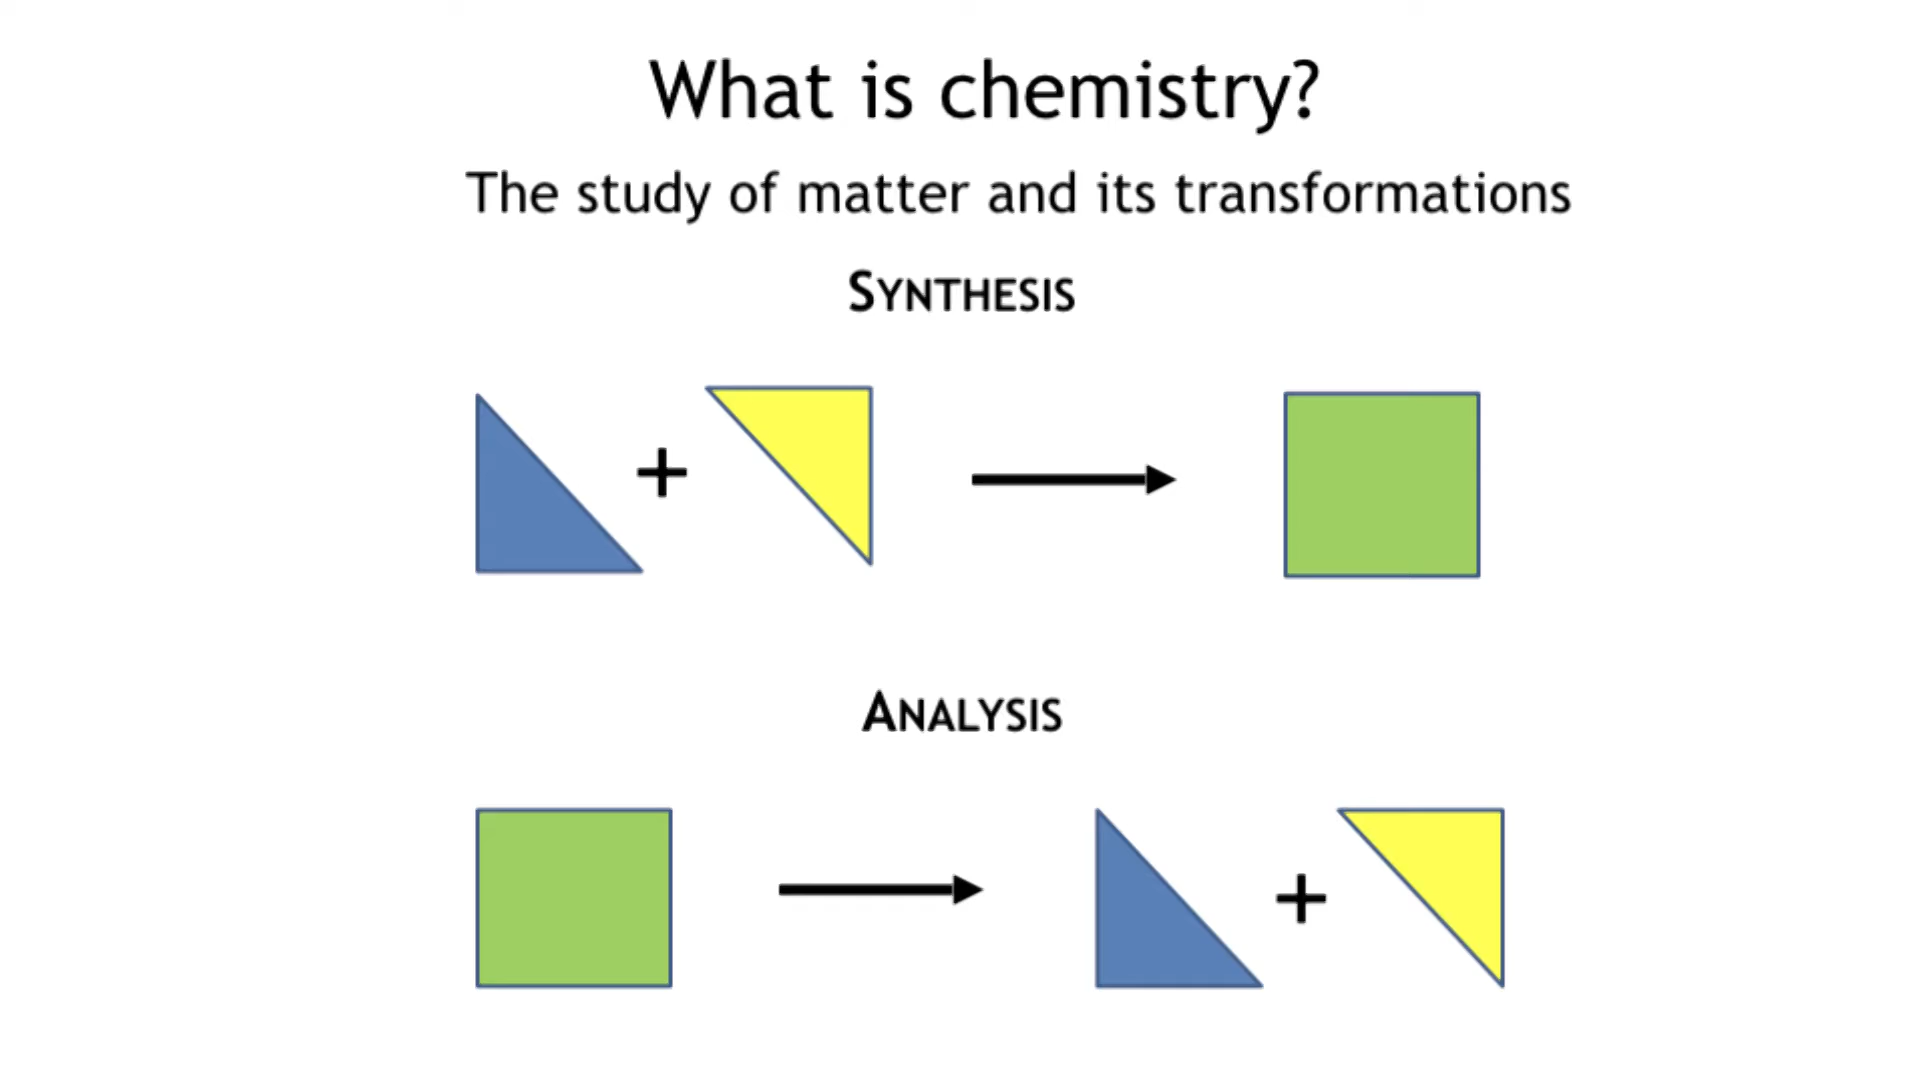 What is chemistry?
The study of matter and its transformations
SYNTHESIS
+
ANALYSIS
+